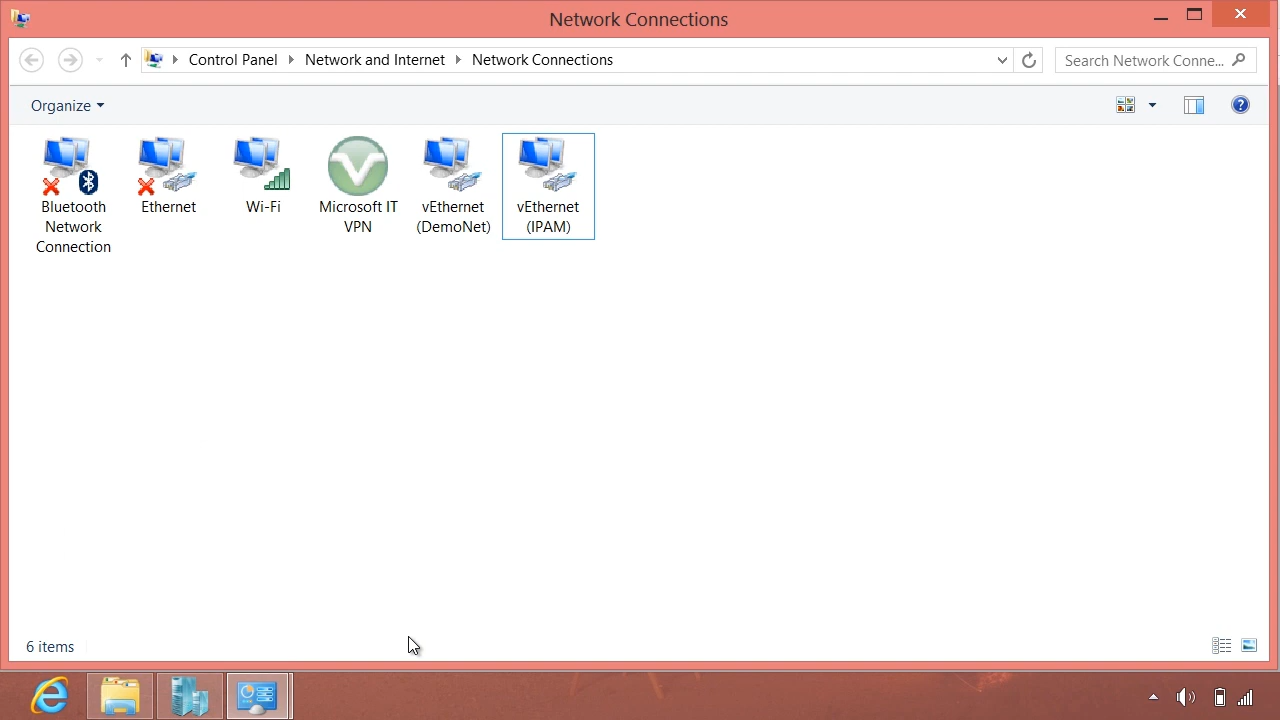 Network Connections
Control Panel Network and Internet Network Connections
Search Network Conne...
Organize
Bluetooth Network Connection
Ethernet
Wi-Fi
Microsoft IT VPN
vEthernet (DemoNet)
vEthernet (IPAM)
6 items